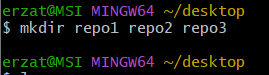 erzat@MSI MINGW64 ~/desktop
$ mkdir repo1 repo2 repo3
erzat@MSI MINGW64 ~/desktop